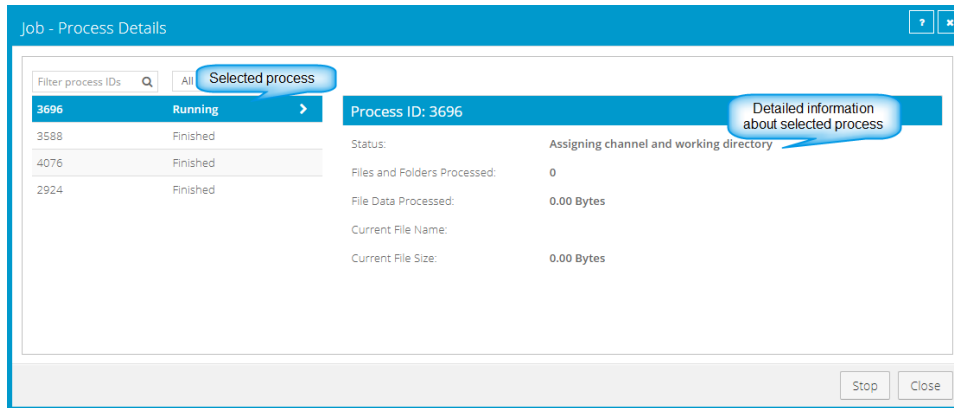 Job - Process Details
?
Filter process IDs
All
Selected process
3696 Running
3588 Finished
4076 Finished
2924 Finished
Process ID: 3696
Detailed information
about selected process
Status: Assigning channel and working directory
Files and Folders Processed: 0
File Data Processed: 0.00 Bytes
Current File Name:
Current File Size: 0.00 Bytes
Stop Close